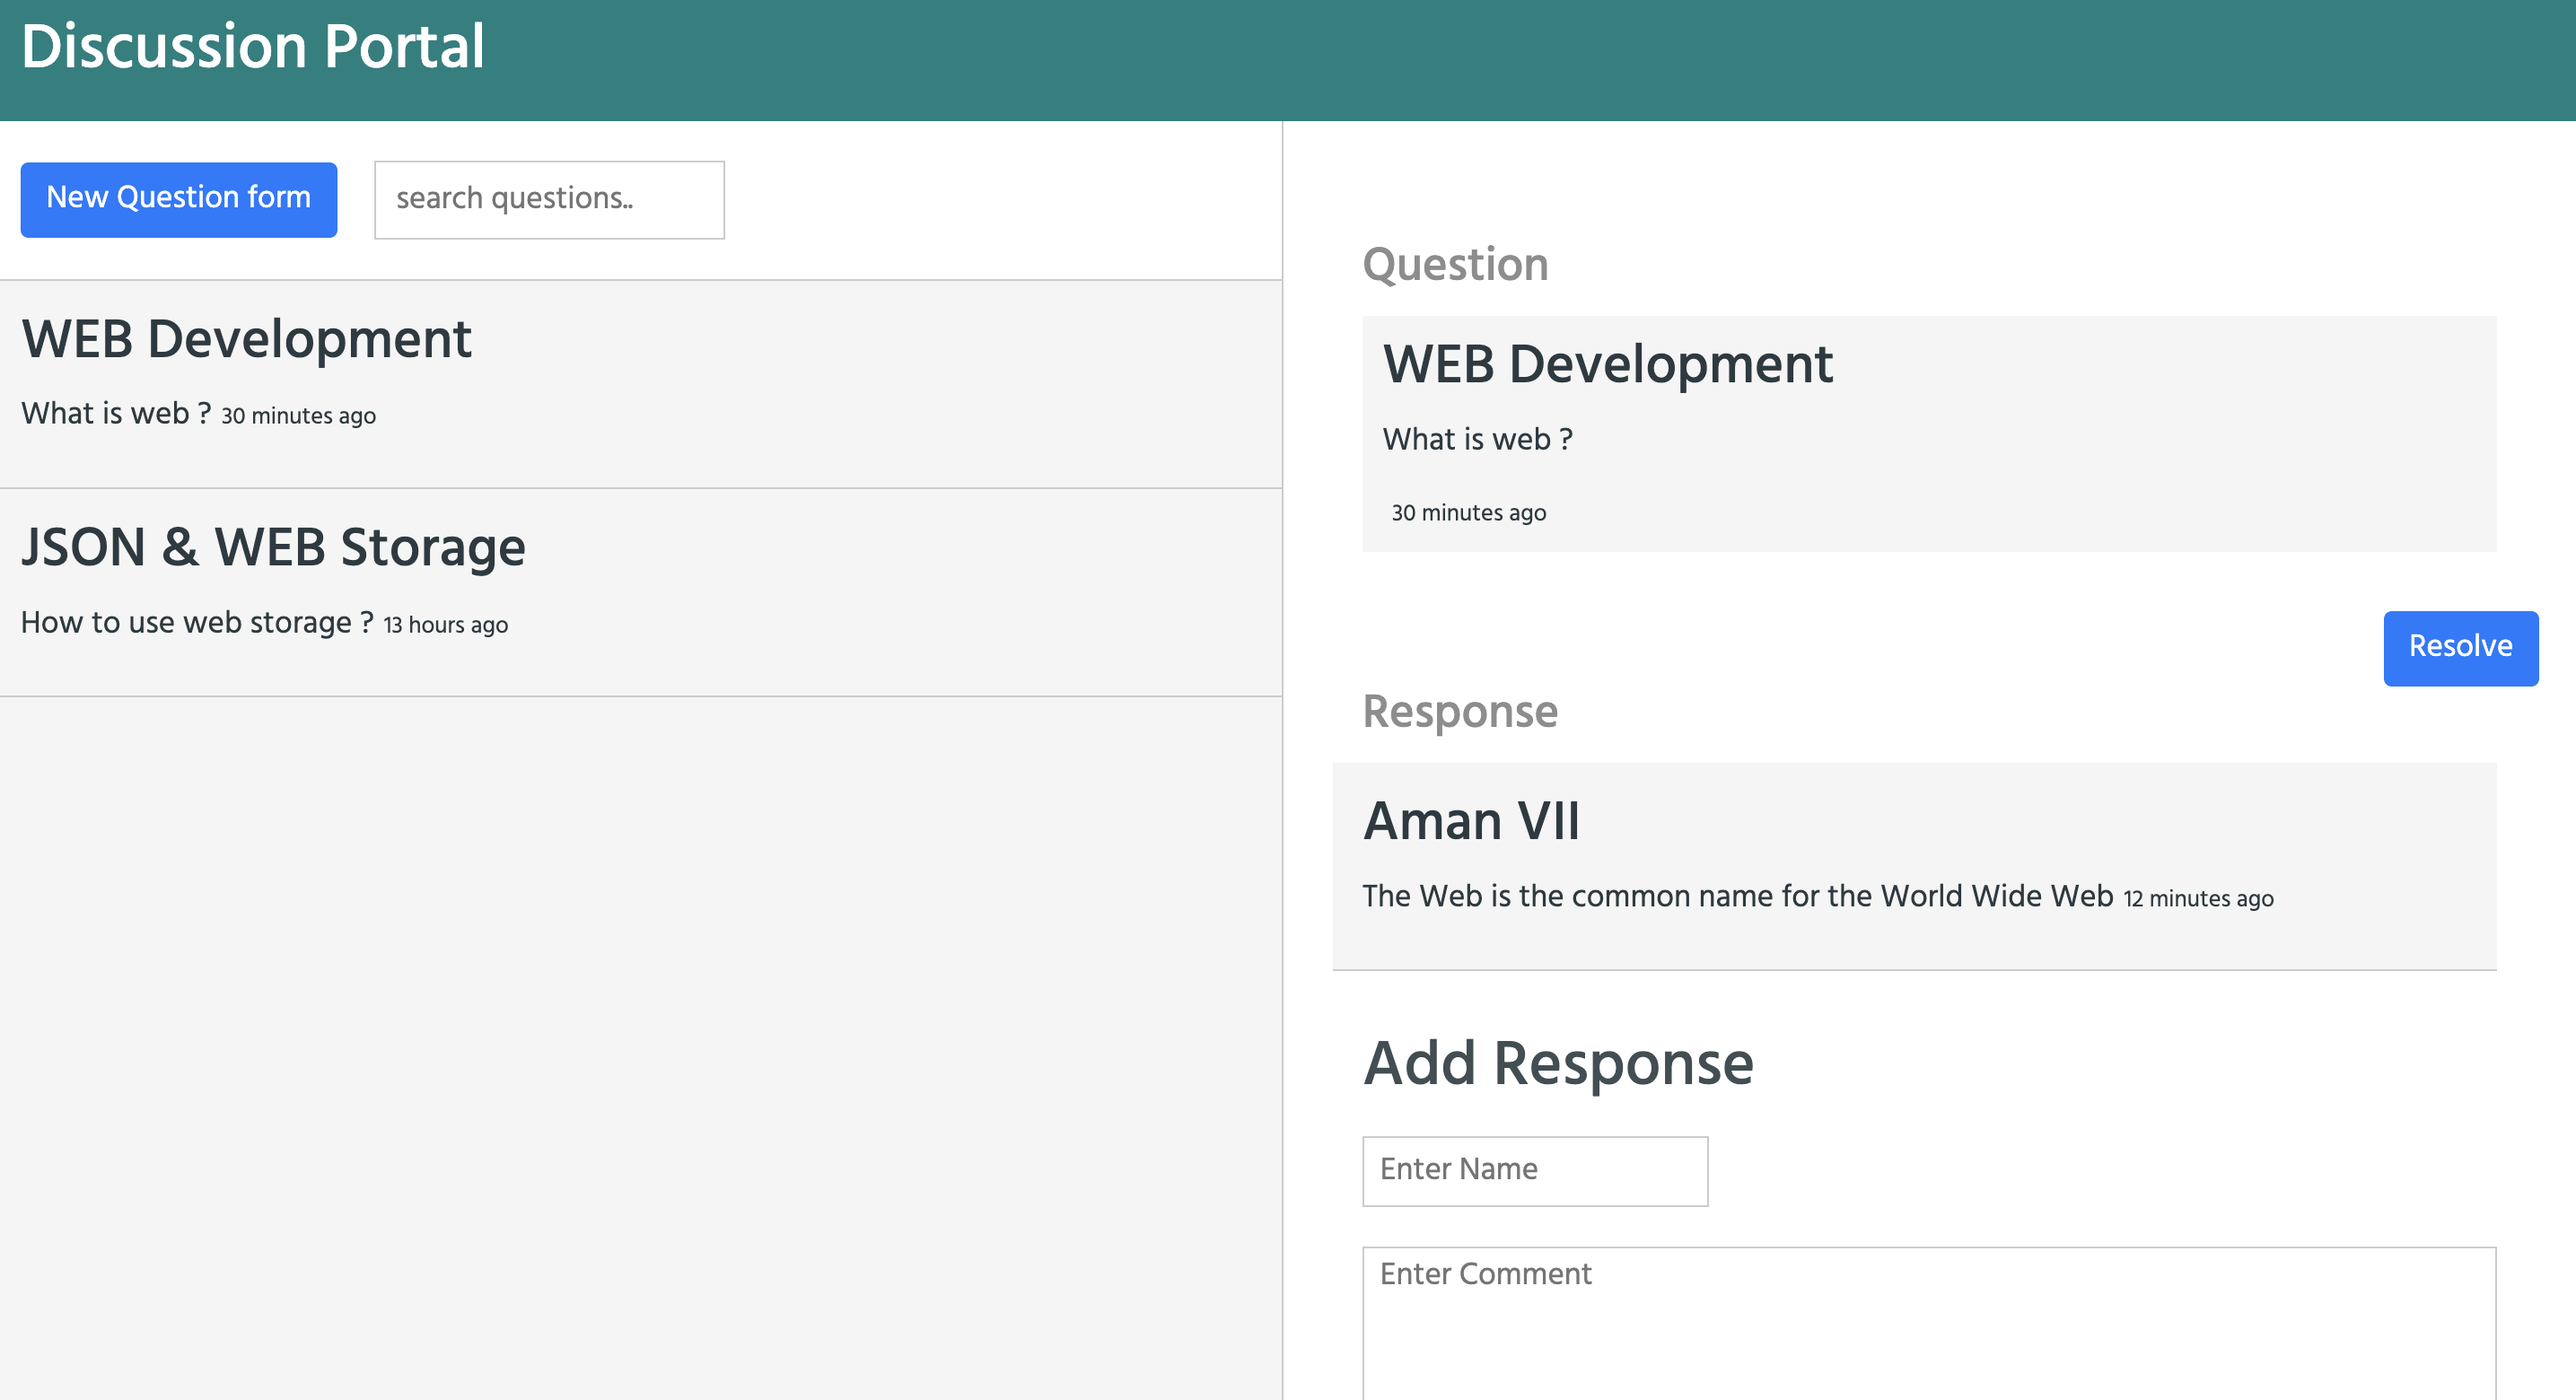 Discussion Portal
New Question form
search questions..
WEB Development
What is web ? 30 minutes ago
JSON & WEB Storage
How to use web storage ? 13 hours ago
Question
WEB Development
What is web ?
30 minutes ago
Resolve
Response
Aman VII
The Web is the common name for the World Wide Web 12 minutes ago
Add Response
Enter Name
Enter Comment